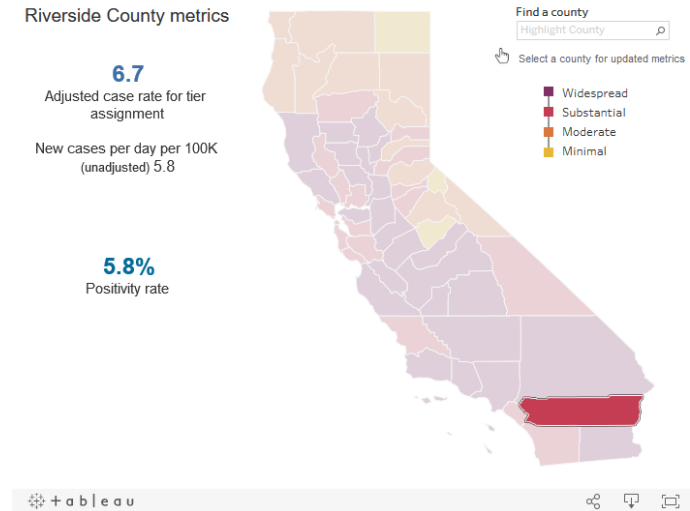 Riverside County metrics
6.7
Adjusted case rate for tier
assignment
New cases per day per 100K
(unadjusted) 5.8
5.8%
Positivity rate
Find a county
Highlight County
Select a county for updated metrics
Widespread
Substantial
Moderate
Minimal
+ a b | e a u